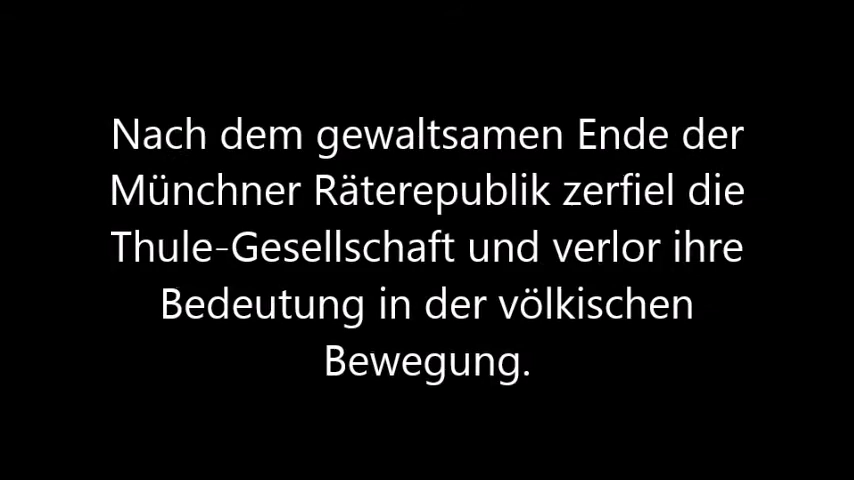 Nach dem gewaltsamen Ende der
Münchner Räterepublik zerfiel die
Thule-Gesellschaft und verlor ihre
Bedeutung in der völkischen
Bewegung.